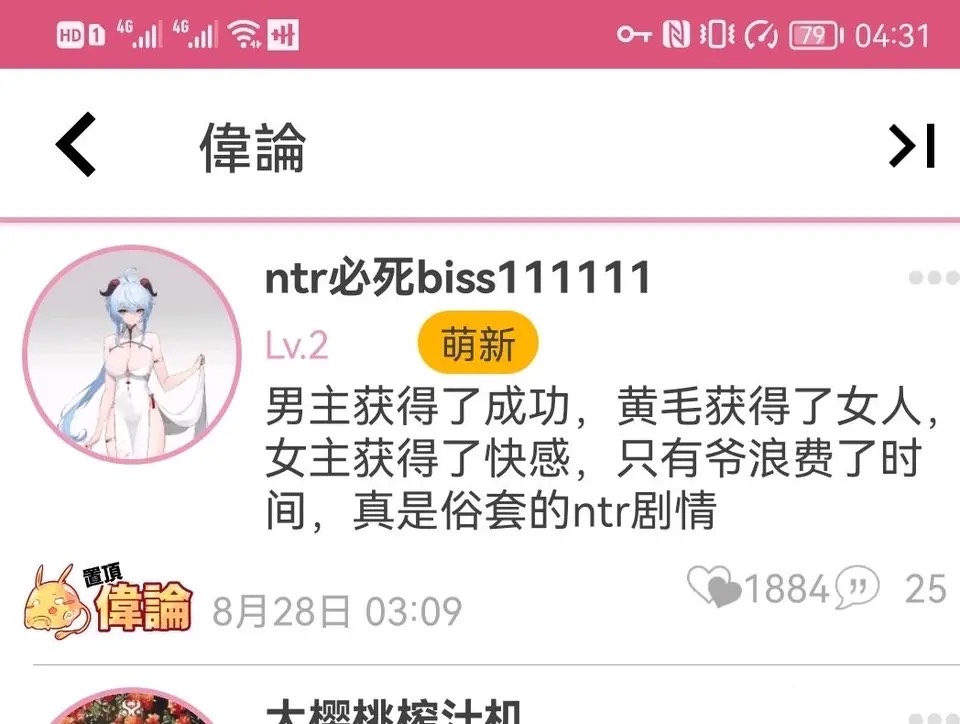 HD 1 4G 4G 79 04:31
偉論
ntr必死biss111111
Lv.2 萌新
男主获得了成功，黄毛获得了女人，
女主获得了快感，只有爷浪费了时
间，真是俗套的ntr剧情
置頂
偉論 8月28日 03:09 1884 25
大樱桃榨汁机